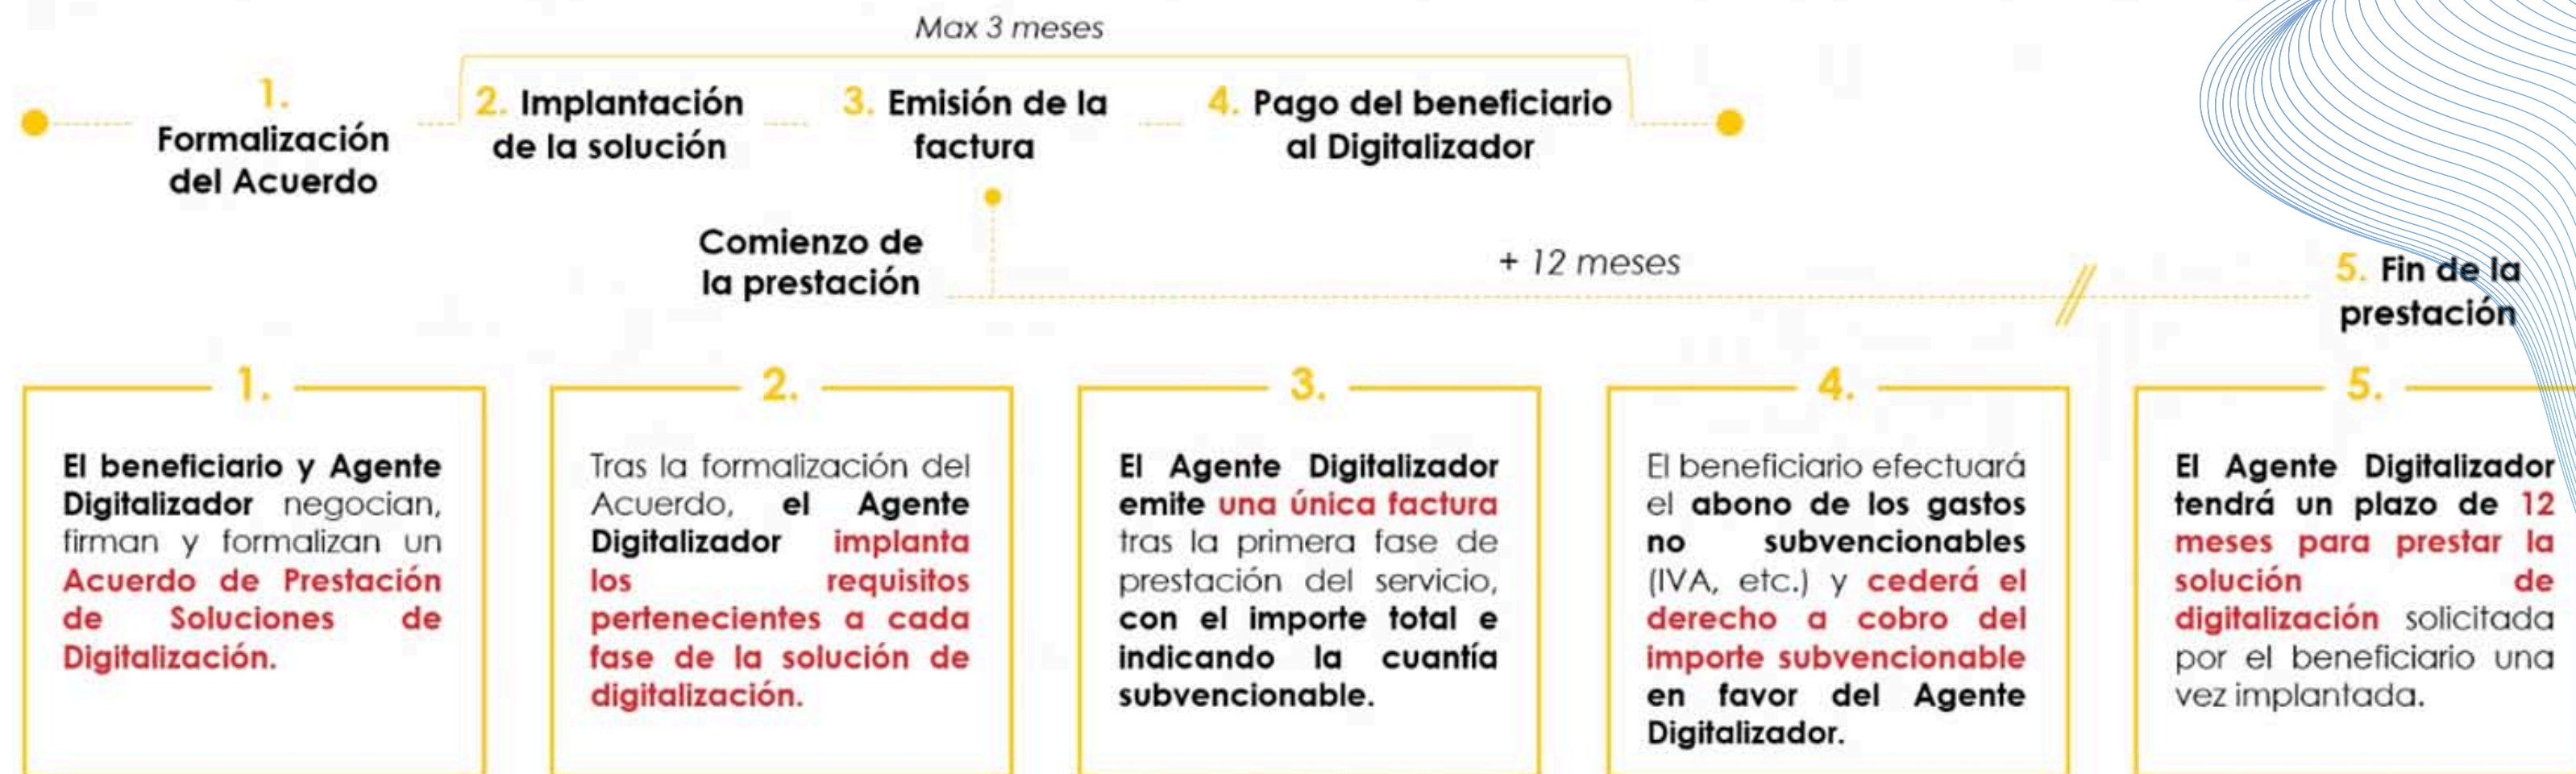 Max 3 meses
1.
Formalización
del Acuerdo
2. Implantación
de la solución
3. Emisión de la
factura
4. Pago del beneficiario
al Digitalizador
Comienzo de
la prestación
+ 12 meses
5. Fin de la
prestación
1.
El beneficiario y Agente
Digitalizador negocian,
firman y formalizan un
Acuerdo de Prestación
de Soluciones de
Digitalización.
2.
Tras la formalización del
Acuerdo, el Agente
Digitalizador implanta
los requisitos
pertenecientes a cada
fase de la solución de
digitalización.
3.
El Agente Digitalizador
emite una única factura
tras la primera fase de
prestación del servicio,
con el importe total e
indicando la cuantía
subvencionable.
4.
El beneficiario efectuará
el abono de los gastos
no subvencionables
(IVA, etc.) y cederá el
derecho a cobro del
importe subvencionable
en favor del Agente
Digitalizador.
5.
El Agente Digitalizador
tendrá un plazo de 12
meses para prestar la
solución de
digitalización solicitada
por el beneficiario una
vez implantada.